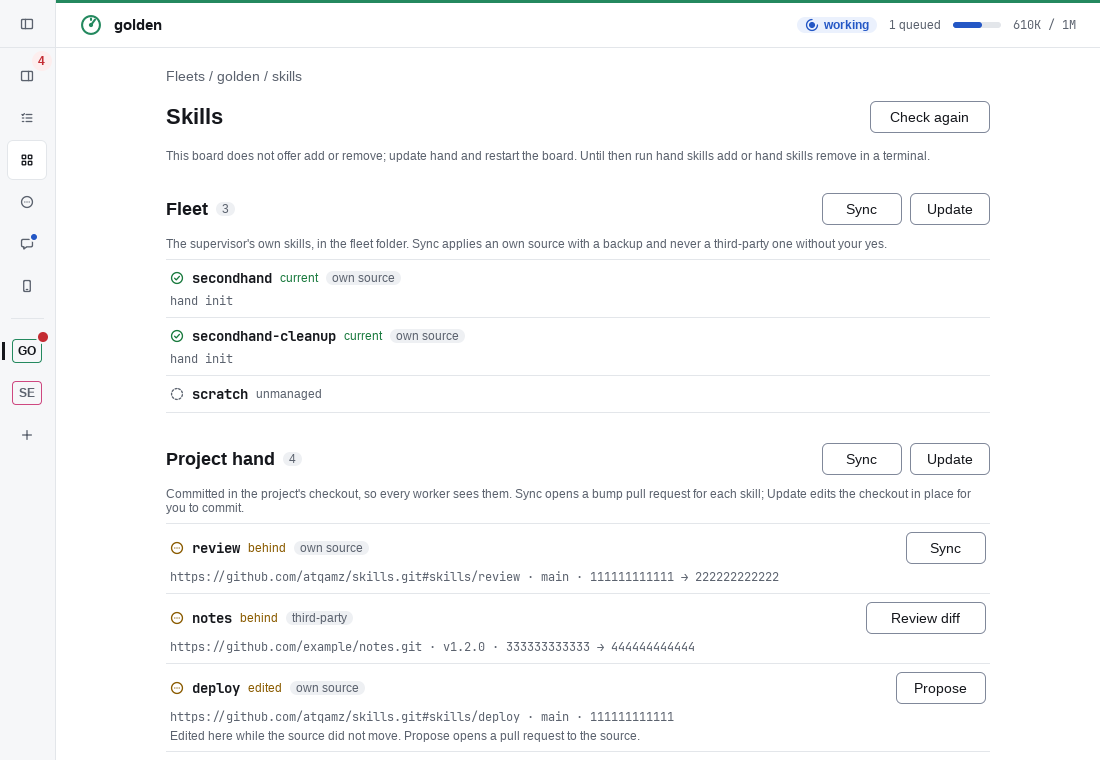 golden
working
1 queued
610K / 1M
4
Fleets / golden / skills
Skills
Check again
This board does not offer add or remove; update hand and restart the board. Until then run hand skills add or hand skills remove in a terminal.
Fleet 3
Sync
Update
The supervisor's own skills, in the fleet folder. Sync applies an own source with a backup and never a third-party one without your yes.
secondhand current own source
hand init
secondhand-cleanup current own source
hand init
scratch unmanaged
GO
SE
Project hand 4
Sync
Update
Committed in the project's checkout, so every worker sees them. Sync opens a bump pull request for each skill; Update edits the checkout in place for
you to commit.
review behind own source
Sync
https://github.com/atqamz/skills.git#skills/review · main · 111111111111 → 222222222222
notes behind third-party
Review diff
https://github.com/example/notes.git · v1.2.0 · 333333333333 → 444444444444
deploy edited own source
Propose
https://github.com/atqamz/skills.git#skills/deploy · main · 111111111111
Edited here while the source did not move. Propose opens a pull request to the source.